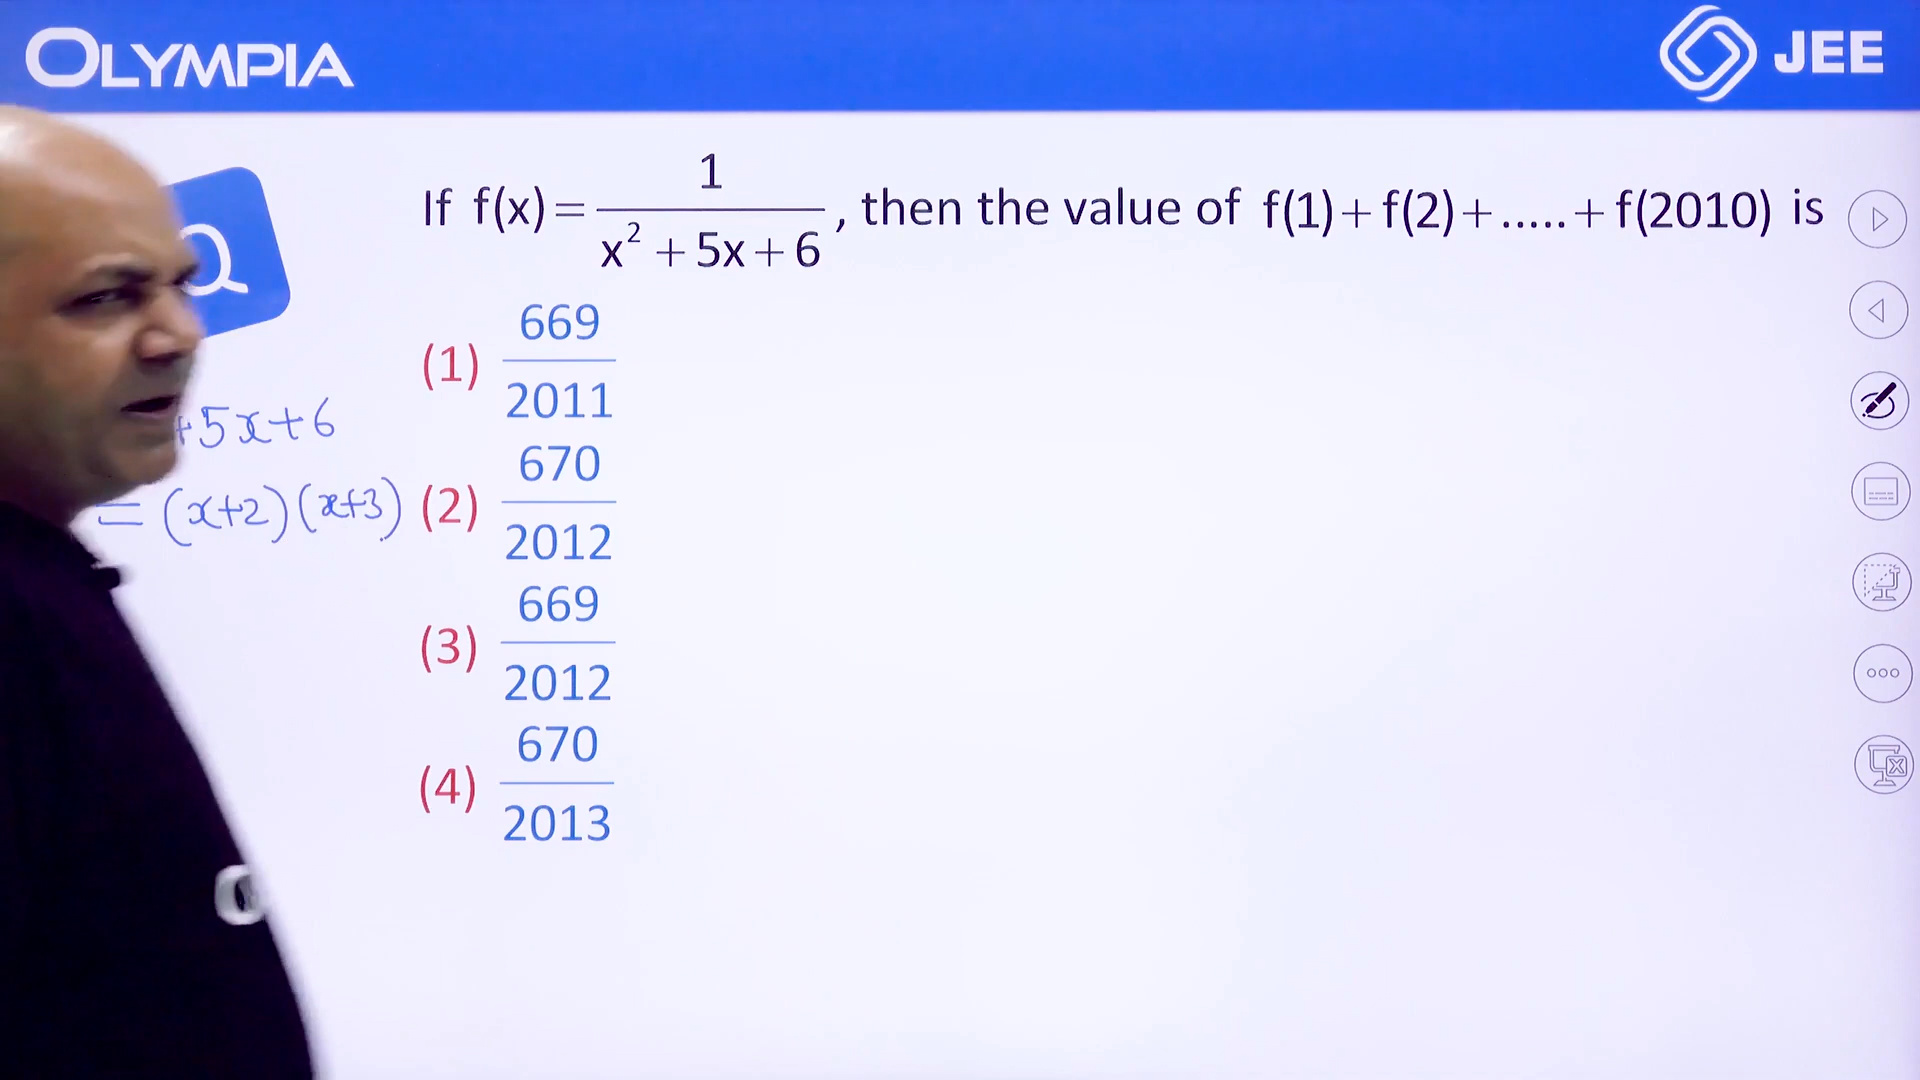 OLYMPIA
JEE
If f(x) = 1/(x² + 5x + 6), then the value of f(1) + f(2) + ..... + f(2010) is
(1) 669/2011
+5x+6
(2) 670/2012
= (x+2)(x+3)
(3) 669/2012
(4) 670/2013